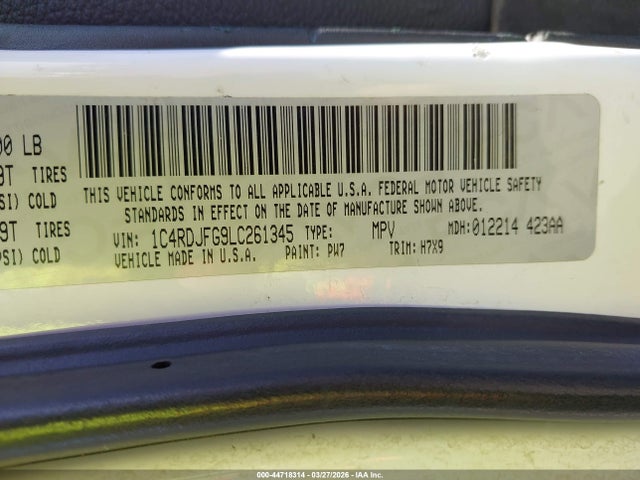 00 LB
9T TIRES
SI) COLD
9T TIRES
PSI) COLD
THIS VEHICLE CONFORMS TO ALL APPLICABLE U.S.A. FEDERAL MOTOR VEHICLE SAFETY
STANDARDS IN EFFECT ON THE DATE OF MANUFACTURE SHOWN ABOVE.
VIN: 1C4RDJFG9LC261345 TYPE: MPV MDH: 012214 423AA
VEHICLE MADE IN U.S.A. PAINT: PW7 TRIM: H7X9
000-44718314 | 03/27/2026 | IAA Inc.